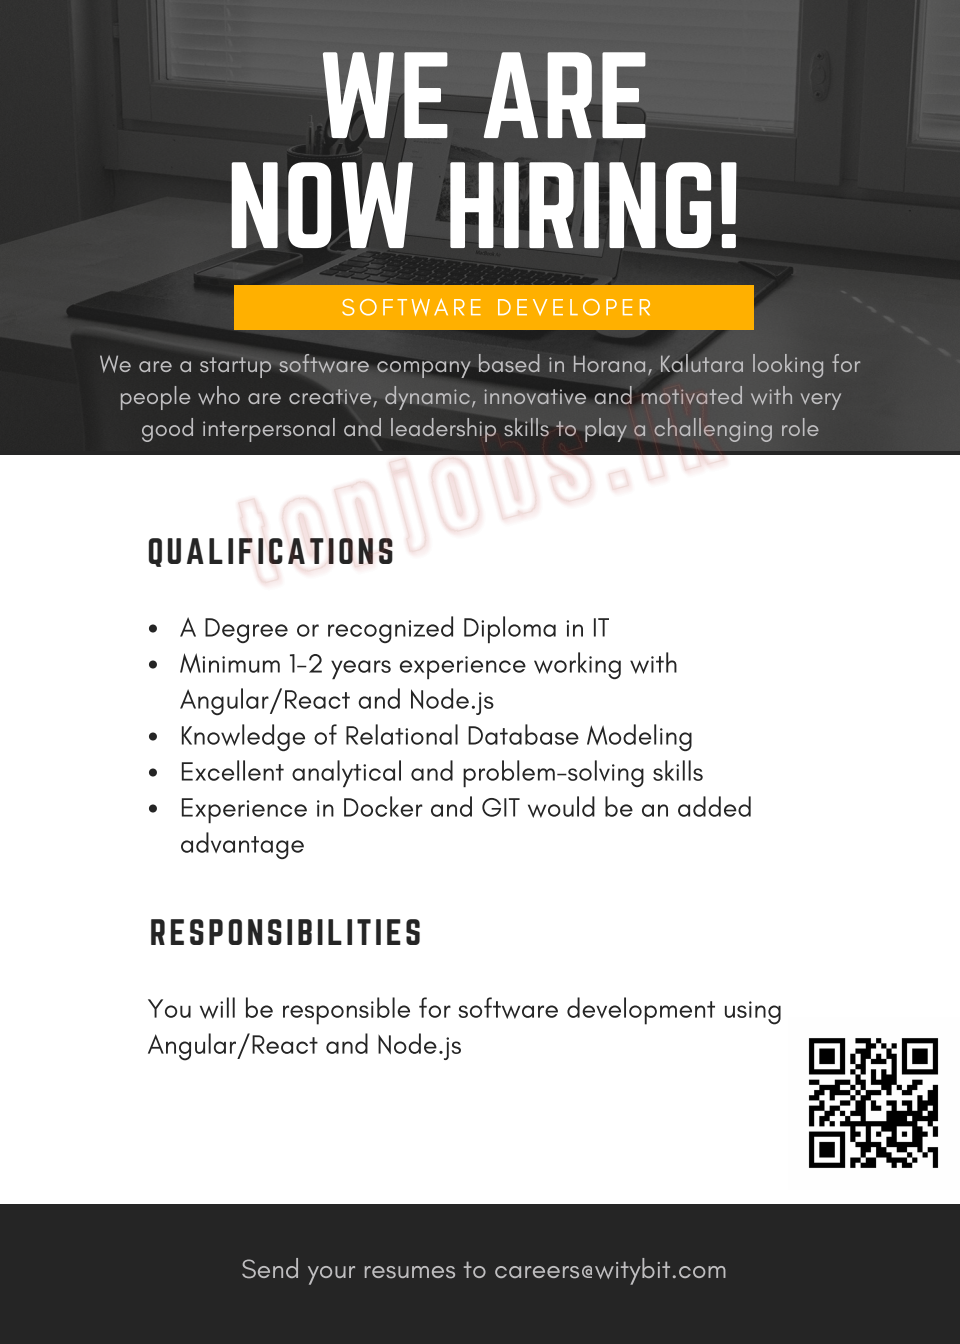 WE ARE
NOW HIRING!
SOFTWARE DEVELOPER
We are a startup software company based in Horana, Kalutara looking for
people who are creative, dynamic, innovative and motivated with very
good interpersonal and leadership skills to play a challenging role
topjobs.lk
QUALIFICATIONS
• A Degree or recognized Diploma in IT
• Minimum 1-2 years experience working with
Angular/React and Node.js
• Knowledge of Relational Database Modeling
• Excellent analytical and problem-solving skills
• Experience in Docker and GIT would be an added
advantage
RESPONSIBILITIES
You will be responsible for software development using
Angular/React and Node.js
Send your resumes to careers@witybit.com